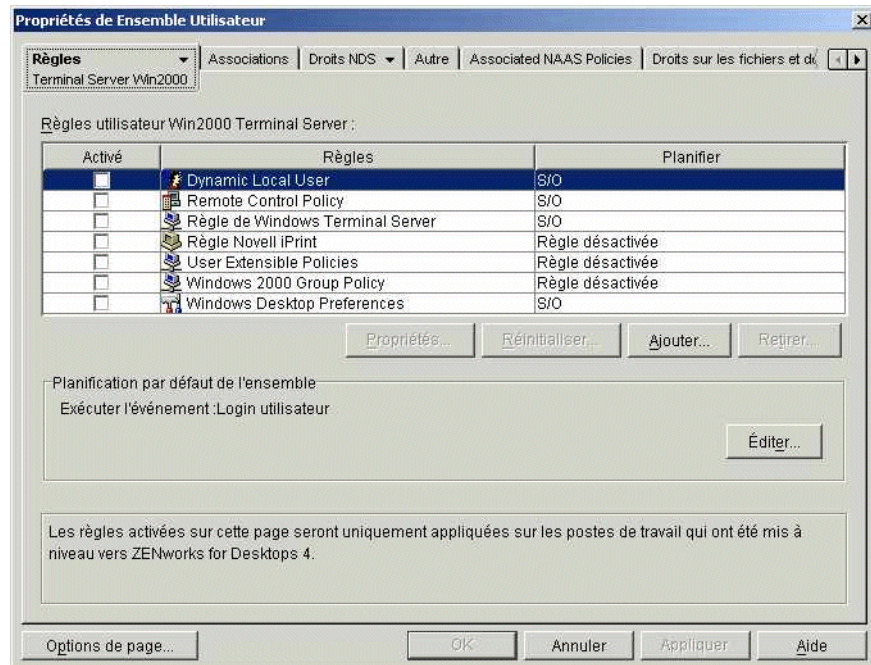 Propriétés de Ensemble Utilisateur
Règles Associations Droits NDS Autre Associated NAAS Policies Droits sur les fichiers et d
Terminal Server Win2000
Règles utilisateur Win2000 Terminal Server :
Activé Règles Planifier
Dynamic Local User S/O
Remote Control Policy S/O
Règle de Windows Terminal Server S/O
Règle Novell iPrint Règle désactivée
User Extensible Policies Règle désactivée
Windows 2000 Group Policy Règle désactivée
Windows Desktop Preferences S/O
Propriétés... Réinitialiser... Ajouter... Retirer...
Planification par défaut de l'ensemble
Exécuter l'événement :Login utilisateur
Éditer...
Les règles activées sur cette page seront uniquement appliquées sur les postes de travail qui ont été mis à
niveau vers ZENworks for Desktops 4.
Options de page... OK Annuler Appliquer Aide